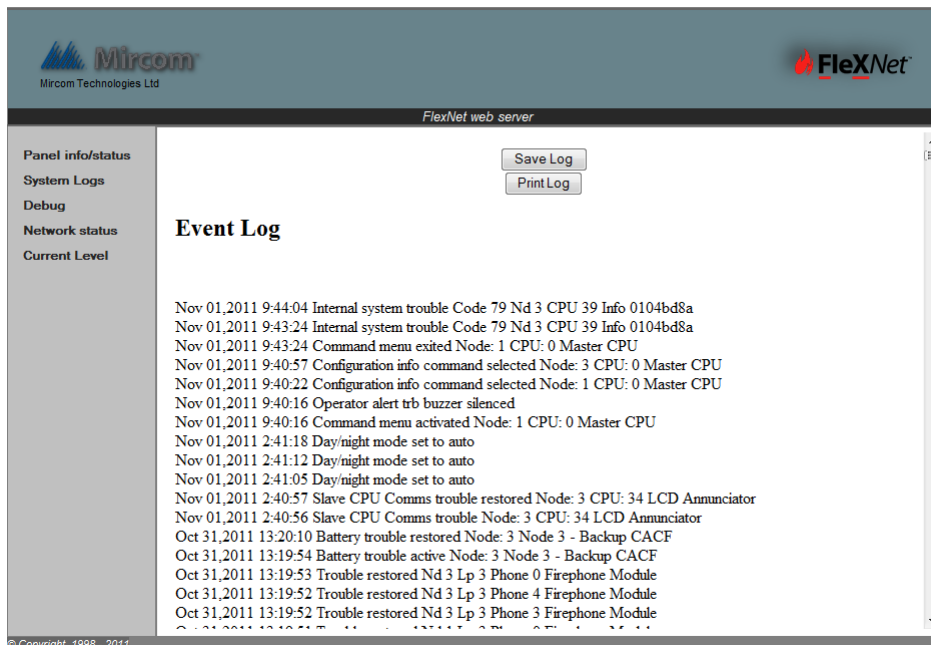 Mircom™
Mircom Technologies Ltd
FleXNet™
FlexNet web server
Panel info/status
System Logs
Debug
Network status
Current Level
Save Log
Print Log
Event Log
Nov 01,2011 9:44:04 Internal system trouble Code 79 Nd 3 CPU 39 Info 0104bd8a
Nov 01,2011 9:43:24 Internal system trouble Code 79 Nd 3 CPU 39 Info 0104bd8a
Nov 01,2011 9:43:24 Command menu exited Node: 1 CPU: 0 Master CPU
Nov 01,2011 9:40:57 Configuration info command selected Node: 3 CPU: 0 Master CPU
Nov 01,2011 9:40:22 Configuration info command selected Node: 1 CPU: 0 Master CPU
Nov 01,2011 9:40:16 Operator alert trb buzzer silenced
Nov 01,2011 9:40:16 Command menu activated Node: 1 CPU: 0 Master CPU
Nov 01,2011 2:41:18 Day/night mode set to auto
Nov 01,2011 2:41:12 Day/night mode set to auto
Nov 01,2011 2:41:05 Day/night mode set to auto
Nov 01,2011 2:40:57 Slave CPU Comms trouble restored Node: 3 CPU: 34 LCD Annunciator
Nov 01,2011 2:40:56 Slave CPU Comms trouble Node: 3 CPU: 34 LCD Annunciator
Oct 31,2011 13:20:10 Battery trouble restored Node: 3 Node 3 - Backup CACF
Oct 31,2011 13:19:54 Battery trouble active Node: 3 Node 3 - Backup CACF
Oct 31,2011 13:19:53 Trouble restored Nd 3 Lp 3 Phone 0 Firephone Module
Oct 31,2011 13:19:52 Trouble restored Nd 3 Lp 3 Phone 4 Firephone Module
Oct 31,2011 13:19:52 Trouble restored Nd 3 Lp 3 Phone 3 Firephone Module
© Copyright 1998 - 2011